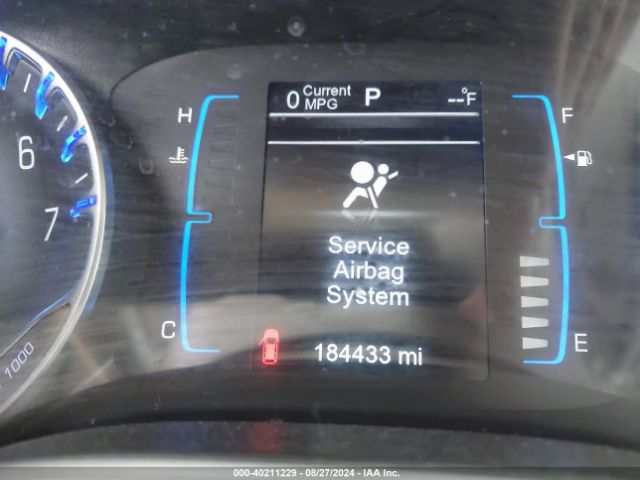 0 Current MPG P --°F
H F
6
7
Service
Airbag
System
C E
184433 mi
1000
000-40211229 - 08/27/2024 - IAA Inc.